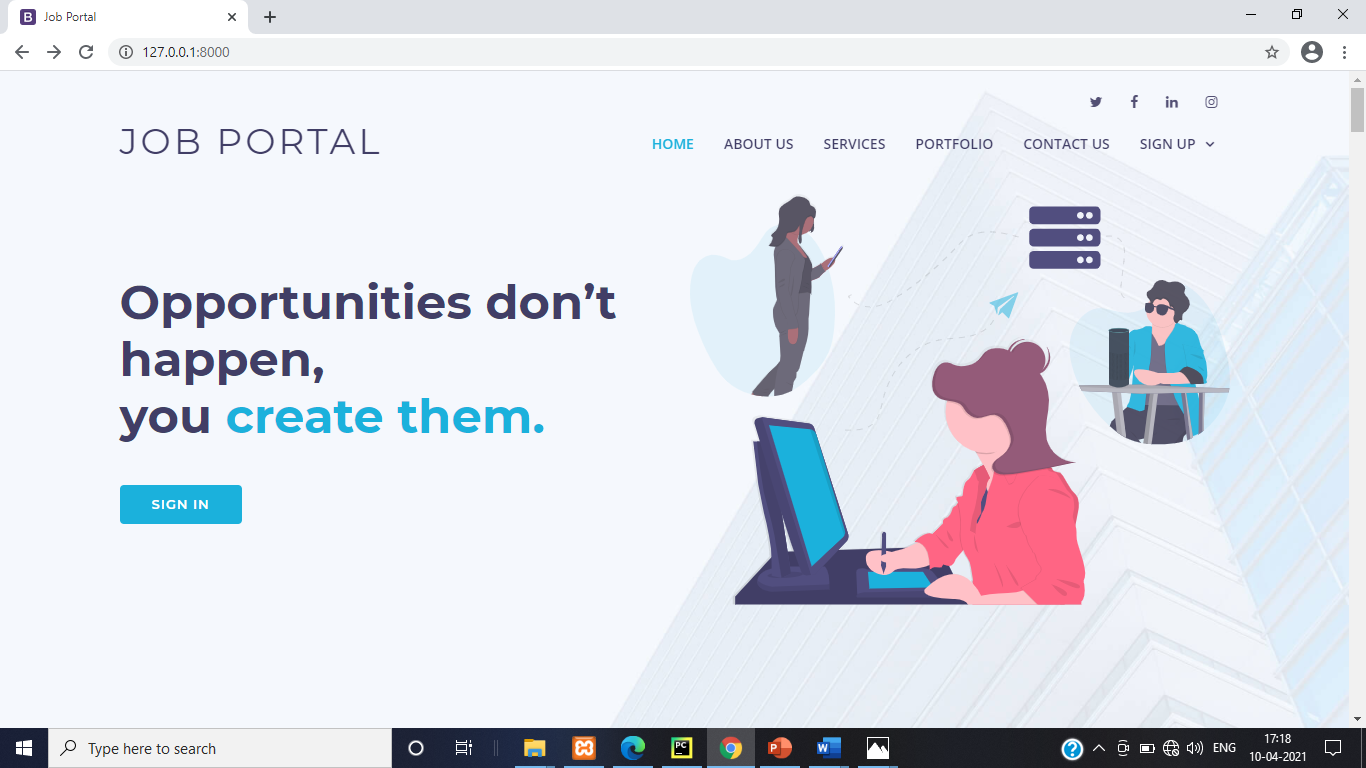 Job Portal
127.0.0.1:8000
JOB PORTAL
HOME ABOUT US SERVICES PORTFOLIO CONTACT US SIGN UP
Opportunities don’t
happen,
you create them.
SIGN IN
Type here to search
ENG
17:18
10-04-2021